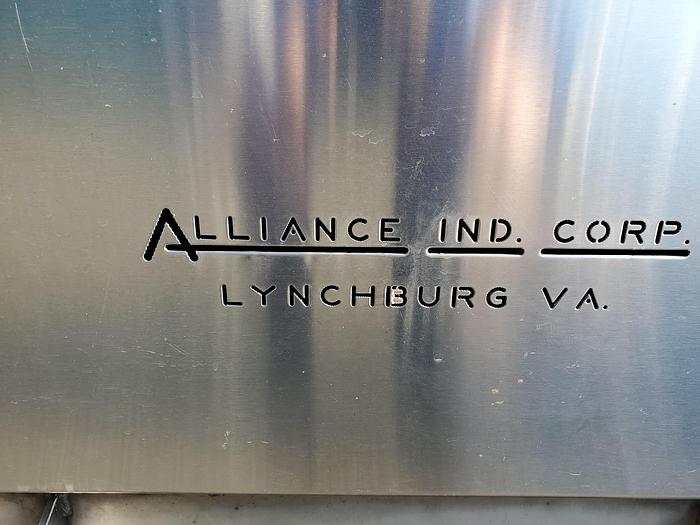 ALLIANCE IND. CORP.
LYNCHBURG VA.